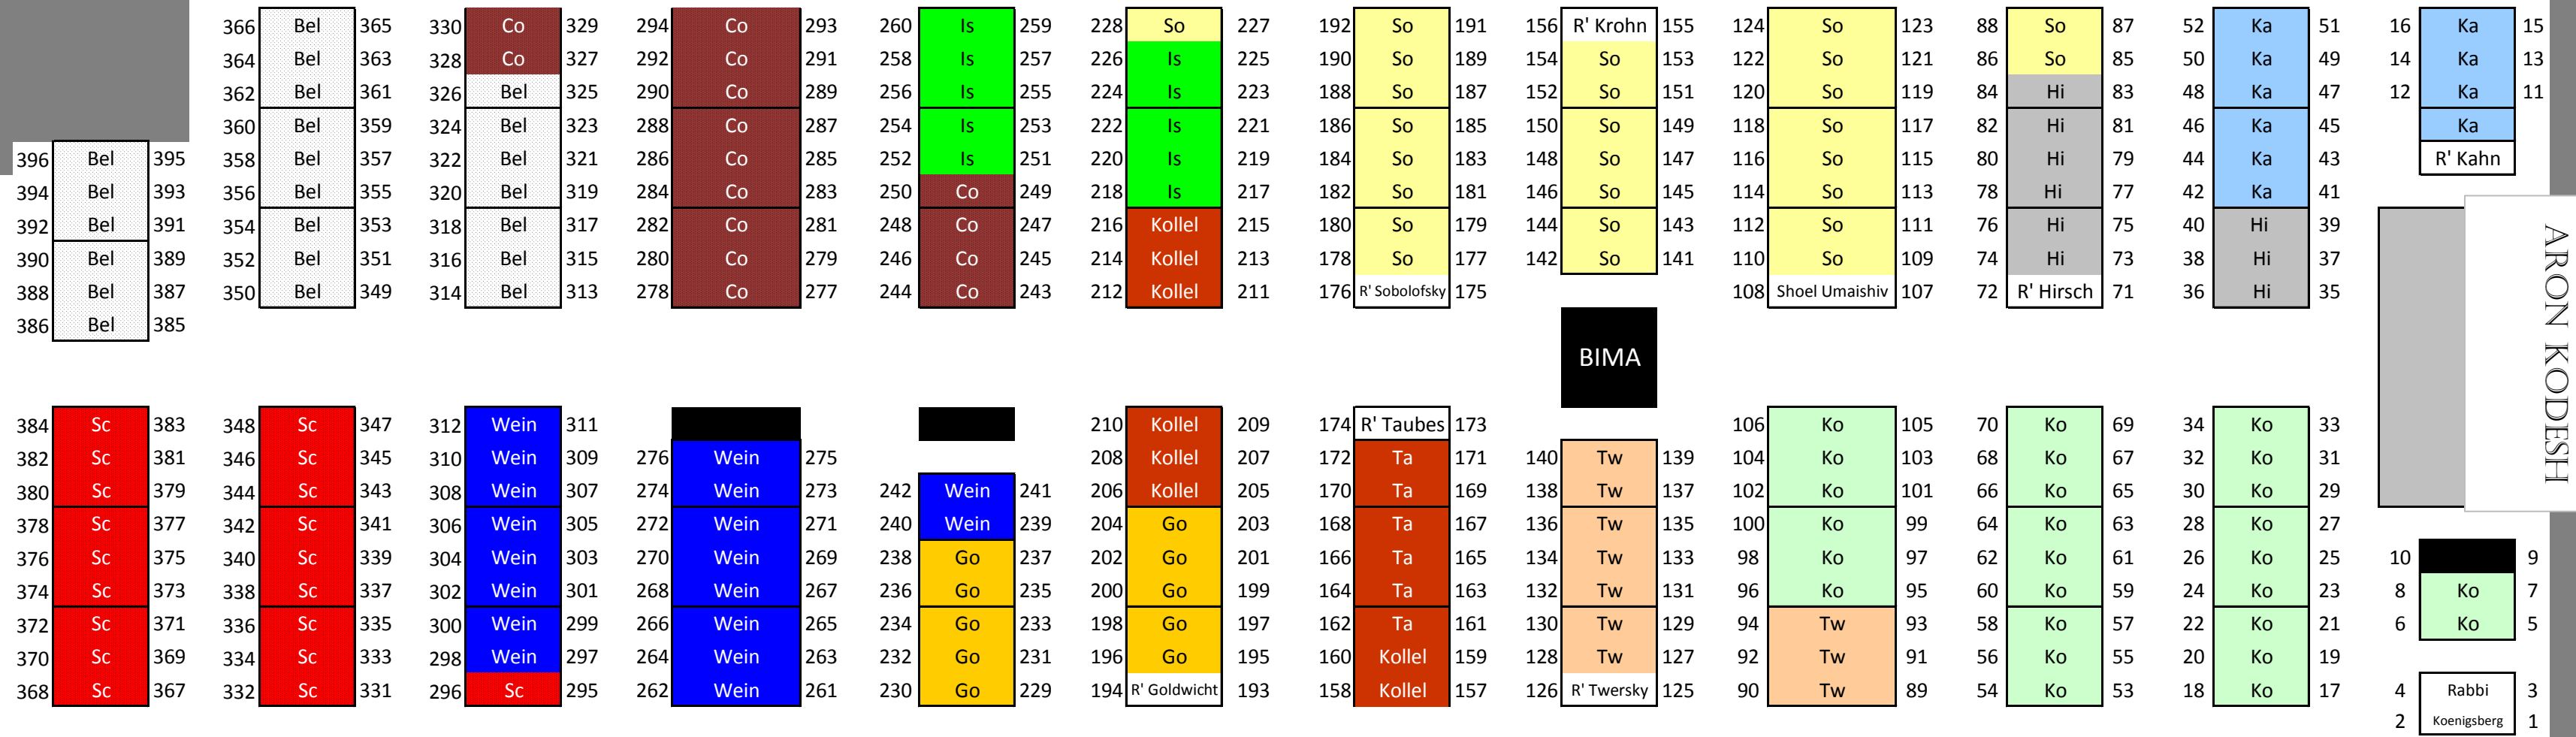 366 Bel 365 330 Co 329 294 Co 293 260 Is 259 228 So 227 192 So 191 156 R' Krohn 155 124 So 123 88 So 87 52 Ka 51 16 Ka 15
364 Bel 363 328 Co 327 292 Co 291 258 Is 257 226 Is 225 190 So 189 154 So 153 122 So 121 86 So 85 50 Ka 49 14 Ka 13
362 Bel 361 326 Bel 325 290 Co 289 256 Is 255 224 Is 223 188 So 187 152 So 151 120 So 119 84 Hi 83 48 Ka 47 12 Ka 11
360 Bel 359 324 Bel 323 288 Co 287 254 Is 253 222 Is 221 186 So 185 150 So 149 118 So 117 82 Hi 81 46 Ka 45 Ka
396 Bel 395 358 Bel 357 322 Bel 321 286 Co 285 252 Is 251 220 Is 219 184 So 183 148 So 147 116 So 115 80 Hi 79 44 Ka 43 R' Kahn
394 Bel 393 356 Bel 355 320 Bel 319 284 Co 283 250 Co 249 218 Is 217 182 So 181 146 So 145 114 So 113 78 Hi 77 42 Ka 41
392 Bel 391 354 Bel 353 318 Bel 317 282 Co 281 248 Co 247 216 Kollel 215 180 So 179 144 So 143 112 So 111 76 Hi 75 40 Hi 39
390 Bel 389 352 Bel 351 316 Bel 315 280 Co 279 246 Co 245 214 Kollel 213 178 So 177 142 So 141 110 So 109 74 Hi 73 38 Hi 37
388 Bel 387 350 Bel 349 314 Bel 313 278 Co 277 244 Co 243 212 Kollel 211 176 R' Sobolofsky 175 108 Shoel Umaishiv 107 72 R' Hirsch 71 36 Hi 35
386 Bel 385
ARON KODESH
BIMA
384 Sc 383 348 Sc 347 312 Wein 311 210 Kollel 209 174 R' Taubes 173 106 Ko 105 70 Ko 69 34 Ko 33
382 Sc 381 346 Sc 345 310 Wein 309 276 Wein 275 208 Kollel 207 172 Ta 171 140 Tw 139 104 Ko 103 68 Ko 67 32 Ko 31
380 Sc 379 344 Sc 343 308 Wein 307 274 Wein 273 242 Wein 241 206 Kollel 205 170 Ta 169 138 Tw 137 102 Ko 101 66 Ko 65 30 Ko 29
378 Sc 377 342 Sc 341 306 Wein 305 272 Wein 271 240 Wein 239 204 Go 203 168 Ta 167 136 Tw 135 100 Ko 99 64 Ko 63 28 Ko 27
376 Sc 375 340 Sc 339 304 Wein 303 270 Wein 269 238 Go 237 202 Go 201 166 Ta 165 134 Tw 133 98 Ko 97 62 Ko 61 26 Ko 25 10 9
374 Sc 373 338 Sc 337 302 Wein 301 268 Wein 267 236 Go 235 200 Go 199 164 Ta 163 132 Tw 131 96 Ko 95 60 Ko 59 24 Ko 23 8 Ko 7
372 Sc 371 336 Sc 335 300 Wein 299 266 Wein 265 234 Go 233 198 Go 197 162 Ta 161 130 Tw 129 94 Tw 93 58 Ko 57 22 Ko 21 6 Ko 5
370 Sc 369 334 Sc 333 298 Wein 297 264 Wein 263 232 Go 231 196 Go 195 160 Kollel 159 128 Tw 127 92 Tw 91 56 Ko 55 20 Ko 19
368 Sc 367 332 Sc 331 296 Sc 295 262 Wein 261 230 Go 229 194 R' Goldwicht 193 158 Kollel 157 126 R' Twersky 125 90 Tw 89 54 Ko 53 18 Ko 17 4 Rabbi 3
2 Koenigsberg 1